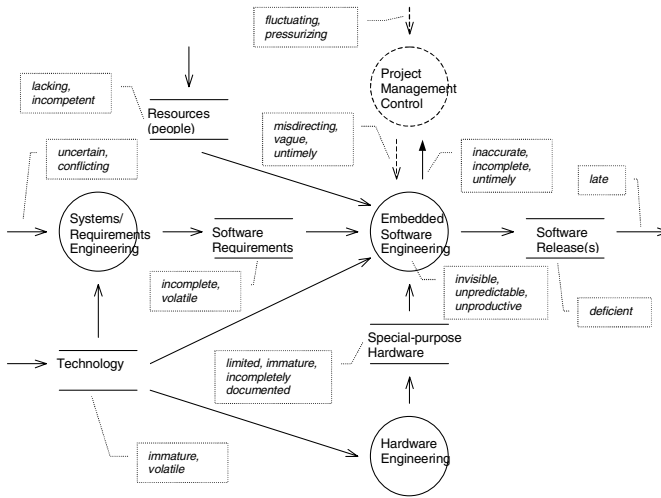 fluctuating,
pressurizing
lacking,
incompetent
Resources
(people)
Project
Management
Control
misdirecting,
vague,
untimely
inaccurate,
incomplete,
untimely
uncertain,
conflicting
late
Systems/
Requirements
Engineering
Software
Requirements
Embedded
Software
Engineering
Software
Release(s)
incomplete,
volatile
invisible,
unpredictable,
unproductive
deficient
Technology
limited, immature,
incompletely
documented
Special-purpose
Hardware
immature,
volatile
Hardware
Engineering